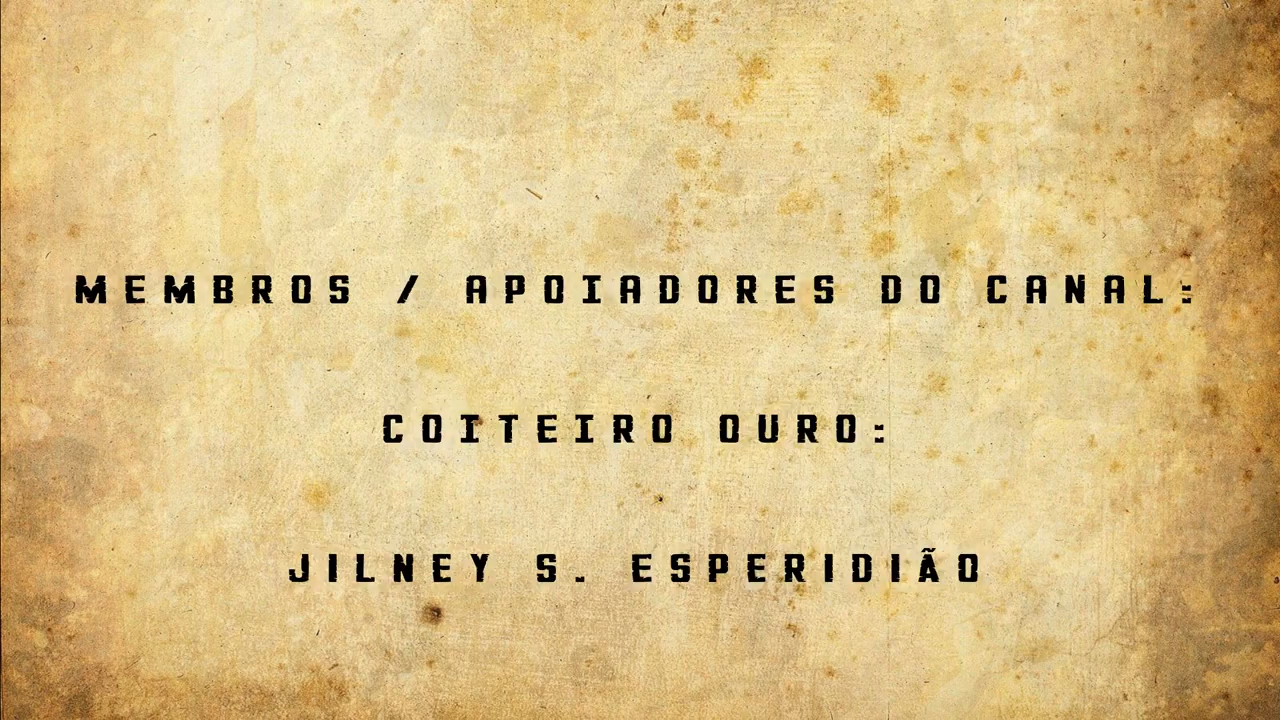 MEMBROS / APOIADORES DO CANAL:
COITEIRO OURO:
JILNEY S. ESPERIDIÃO